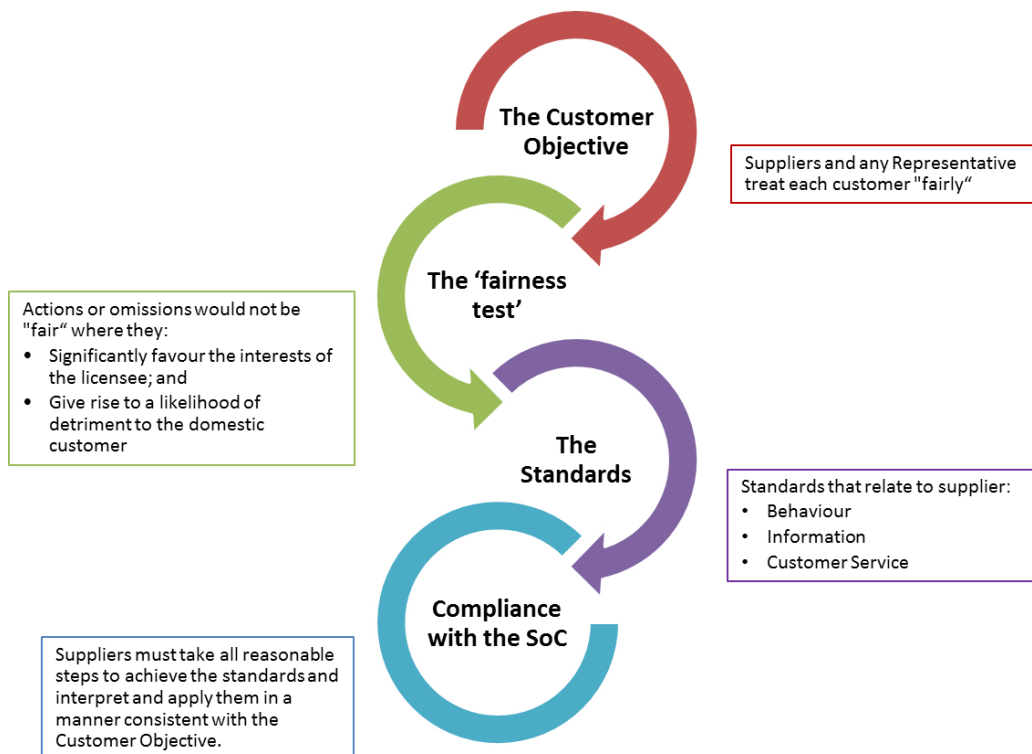 The Customer
Objective
Suppliers and any Representative
treat each customer "fairly“
The ‘fairness
test’
Actions or omissions would not be
"fair“ where they:
• Significantly favour the interests of
the licensee; and
• Give rise to a likelihood of
detriment to the domestic
customer
The
Standards
Standards that relate to supplier:
• Behaviour
• Information
• Customer Service
Compliance
with the SoC
Suppliers must take all reasonable
steps to achieve the standards and
interpret and apply them in a
manner consistent with the
Customer Objective.